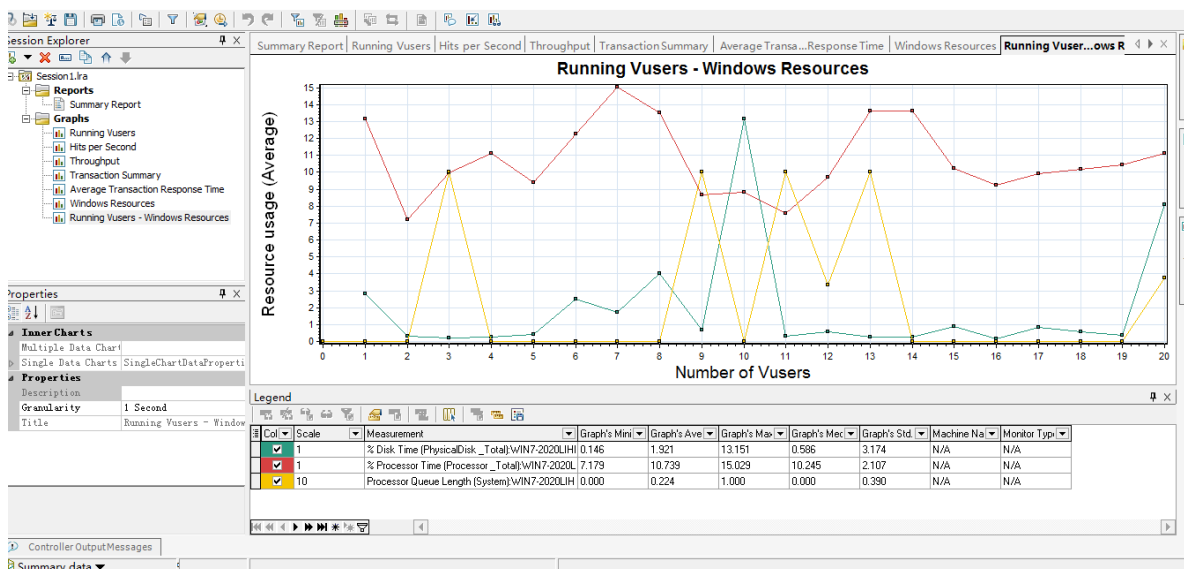 Session Explorer
Summary Report Running Vusers Hits per Second Throughput Transaction Summary Average Transa...Response Time Windows Resources Running Vuser...ows R
Session1.lra
Reports
Summary Report
Graphs
Running Vusers
Hits per Second
Throughput
Transaction Summary
Average Transaction Response Time
Windows Resources
Running Vusers - Windows Resources
Properties
InnerCharts
Multiple Data Char
Single Data Charts SingleChartDataProperti
Properties
Description
Granularity 1 Second
Title Running Vusers - Window
Running Vusers - Windows Resources
Resource usage (Average)
15
14
13
12
11
10
9
8
7
6
5
4
3
2
1
0
0 1 2 3 4 5 6 7 8 9 10 11 12 13 14 15 16 17 18 19 20
Number of Vusers
Legend
Col Scale Measurement Graph's Mini Graph's Ave Graph's Max Graph's Med Graph's Std. Machine Na Monitor Type
1 % Disk Time (PhysicalDisk _Total):WIN7-2020LIH 0.146 1.921 13.151 0.586 3.174 N/A N/A
1 % Processor Time (Processor _Total):WIN7-2020L 7.179 10.739 15.029 10.245 2.107 N/A N/A
10 Processor Queue Length (System):WIN7-2020LIH 0.000 0.224 1.000 0.000 0.390 N/A N/A
Controller Output Messages
Summary data